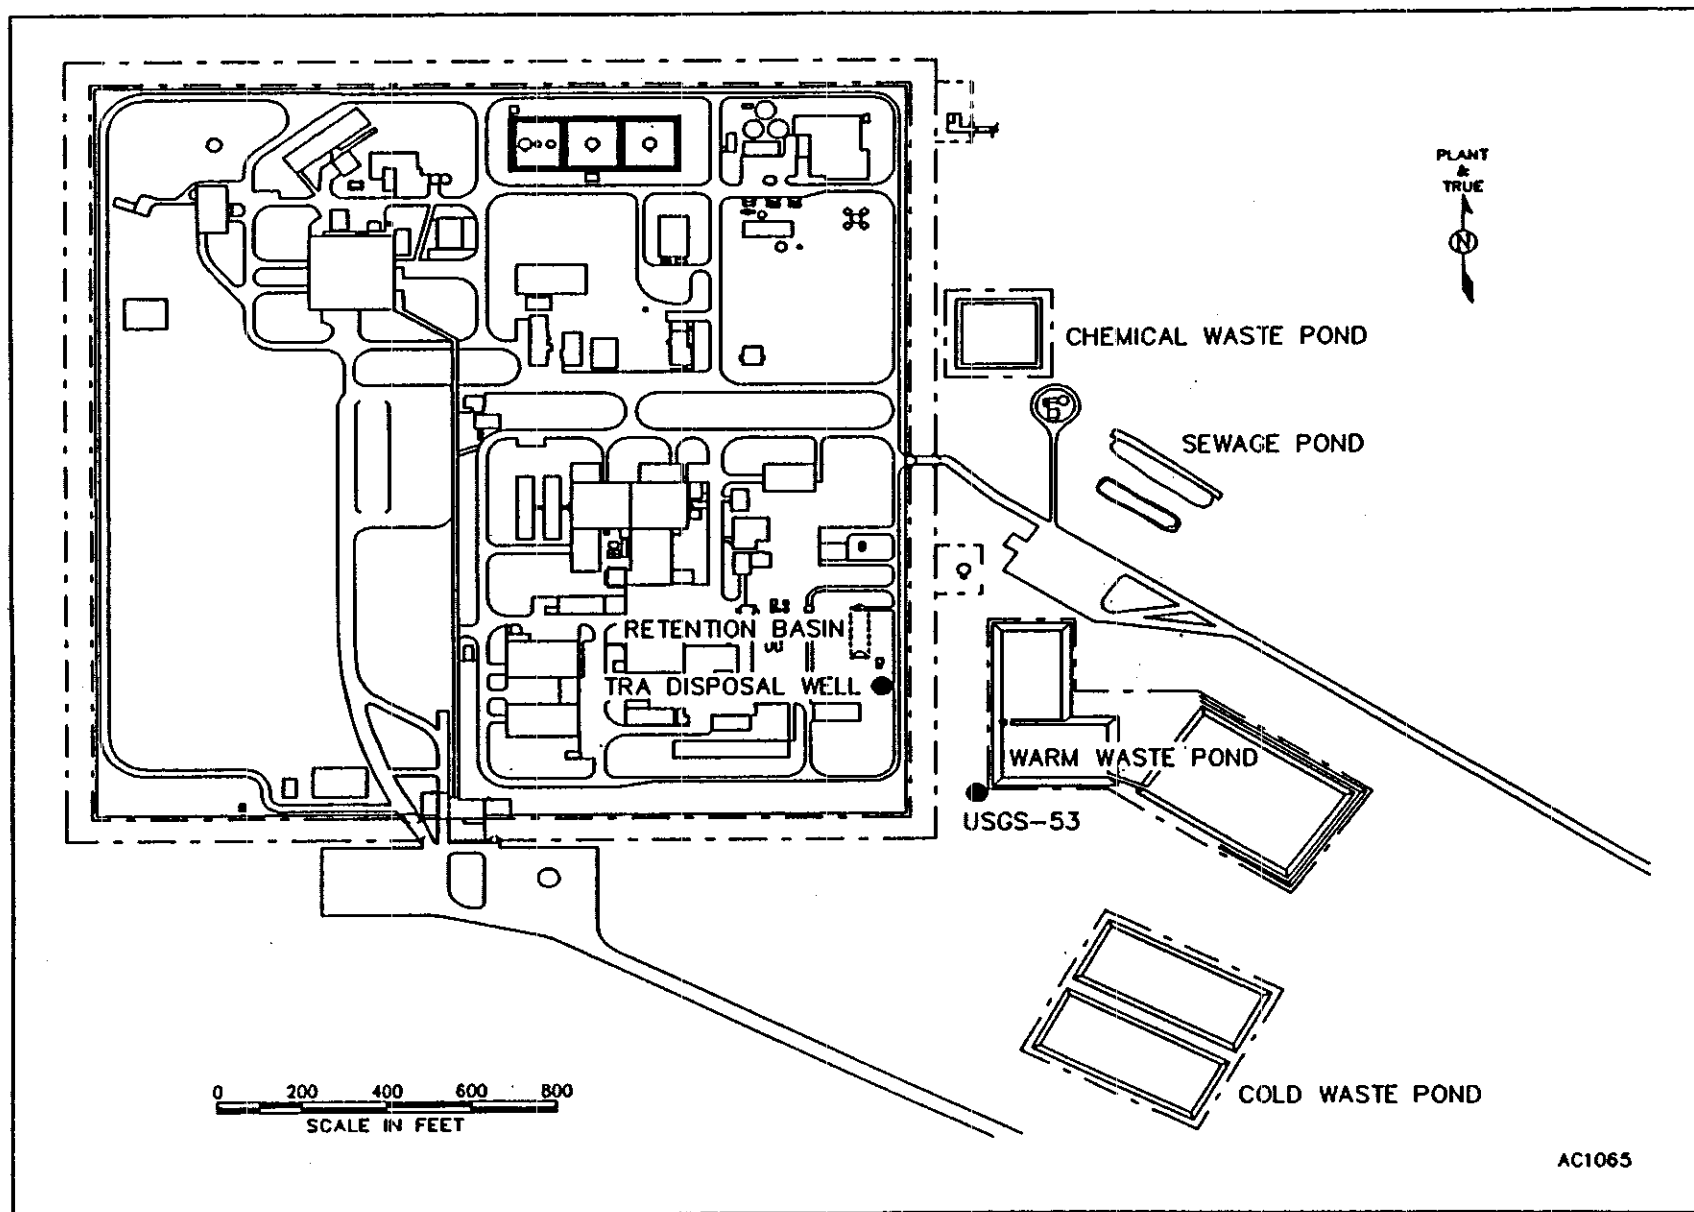 PLANT
&
TRUE
N
CHEMICAL WASTE POND
SEWAGE POND
RETENTION BASIN
TRA DISPOSAL WELL
WARM WASTE POND
USGS-53
COLD WASTE POND
0 200 400 600 800
SCALE IN FEET
AC1065